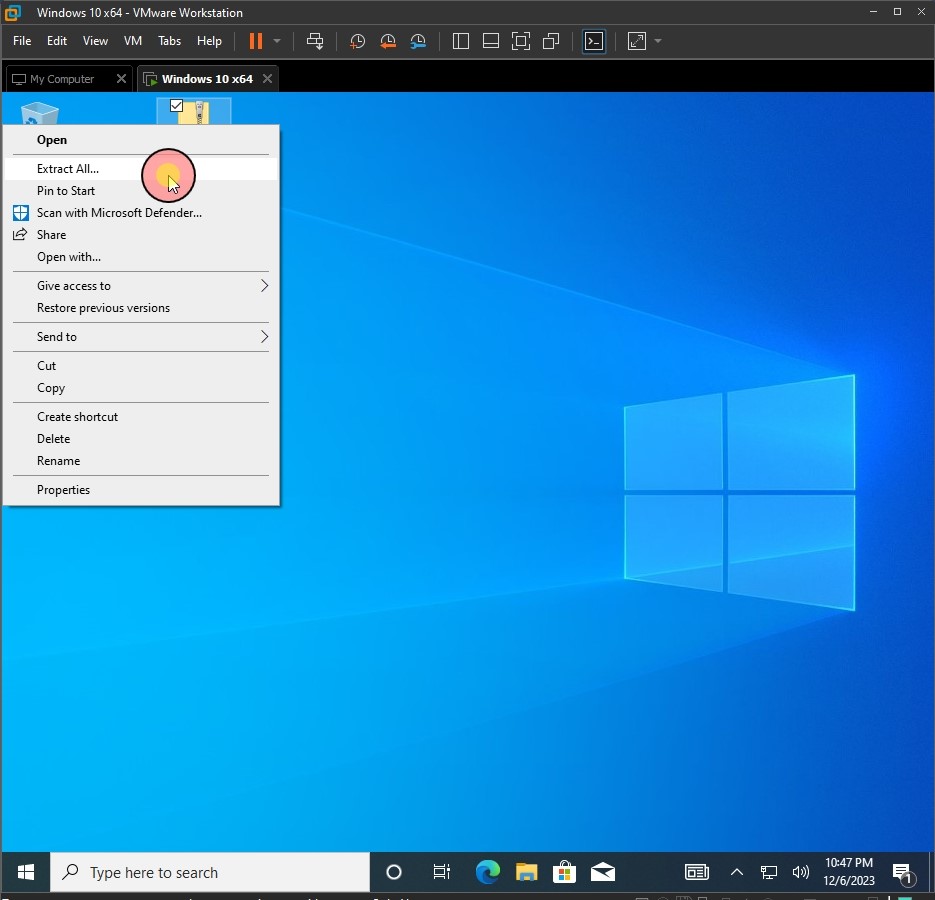 Windows 10 x64 - VMware Workstation
File Edit View VM Tabs Help
My Computer
Windows 10 x64
Open
Extract All...
Pin to Start
Scan with Microsoft Defender...
Share
Open with...
Give access to
Restore previous versions
Send to
Cut
Copy
Create shortcut
Delete
Rename
Properties
Type here to search
10:47 PM
12/6/2023
1